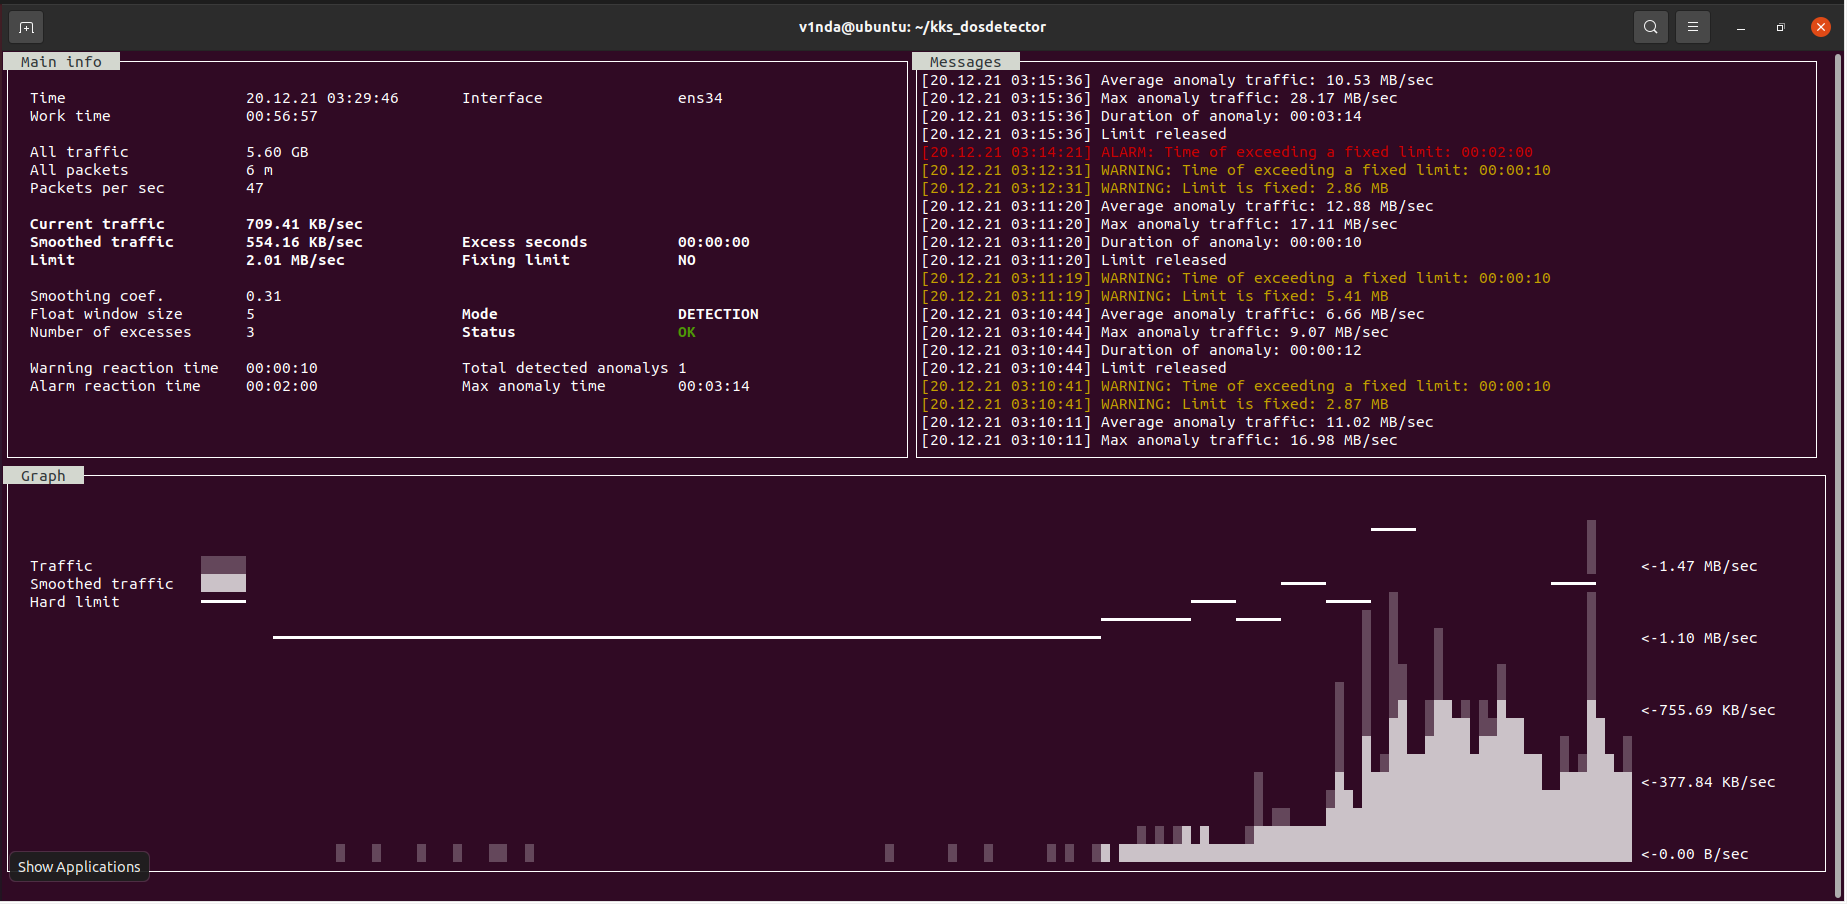 v1nda@ubuntu: ~/kks_dosdetector
Main info
Time 20.12.21 03:29:46 Interface ens34
Work time 00:56:57
All traffic 5.60 GB
All packets 6 m
Packets per sec 47
Current traffic 709.41 KB/sec
Smoothed traffic 554.16 KB/sec Excess seconds 00:00:00
Limit 2.01 MB/sec Fixing limit NO
Smoothing coef. 0.31
Float window size 5 Mode DETECTION
Number of excesses 3 Status OK
Warning reaction time 00:00:10 Total detected anomalys 1
Alarm reaction time 00:02:00 Max anomaly time 00:03:14
Messages
[20.12.21 03:15:36] Average anomaly traffic: 10.53 MB/sec
[20.12.21 03:15:36] Max anomaly traffic: 28.17 MB/sec
[20.12.21 03:15:36] Duration of anomaly: 00:03:14
[20.12.21 03:15:36] Limit released
[20.12.21 03:14:21] ALARM: Time of exceeding a fixed limit: 00:02:00
[20.12.21 03:12:31] WARNING: Time of exceeding a fixed limit: 00:00:10
[20.12.21 03:12:31] WARNING: Limit is fixed: 2.86 MB
[20.12.21 03:11:20] Average anomaly traffic: 12.88 MB/sec
[20.12.21 03:11:20] Max anomaly traffic: 17.11 MB/sec
[20.12.21 03:11:20] Duration of anomaly: 00:00:10
[20.12.21 03:11:20] Limit released
[20.12.21 03:11:19] WARNING: Time of exceeding a fixed limit: 00:00:10
[20.12.21 03:11:19] WARNING: Limit is fixed: 5.41 MB
[20.12.21 03:10:44] Average anomaly traffic: 6.66 MB/sec
[20.12.21 03:10:44] Max anomaly traffic: 9.07 MB/sec
[20.12.21 03:10:44] Duration of anomaly: 00:00:12
[20.12.21 03:10:44] Limit released
[20.12.21 03:10:41] WARNING: Time of exceeding a fixed limit: 00:00:10
[20.12.21 03:10:41] WARNING: Limit is fixed: 2.87 MB
[20.12.21 03:10:11] Average anomaly traffic: 11.02 MB/sec
[20.12.21 03:10:11] Max anomaly traffic: 16.98 MB/sec
Graph
Traffic
Smoothed traffic
Hard limit
<-1.47 MB/sec
<-1.10 MB/sec
<-755.69 KB/sec
<-377.84 KB/sec
<-0.00 B/sec
Show Applications